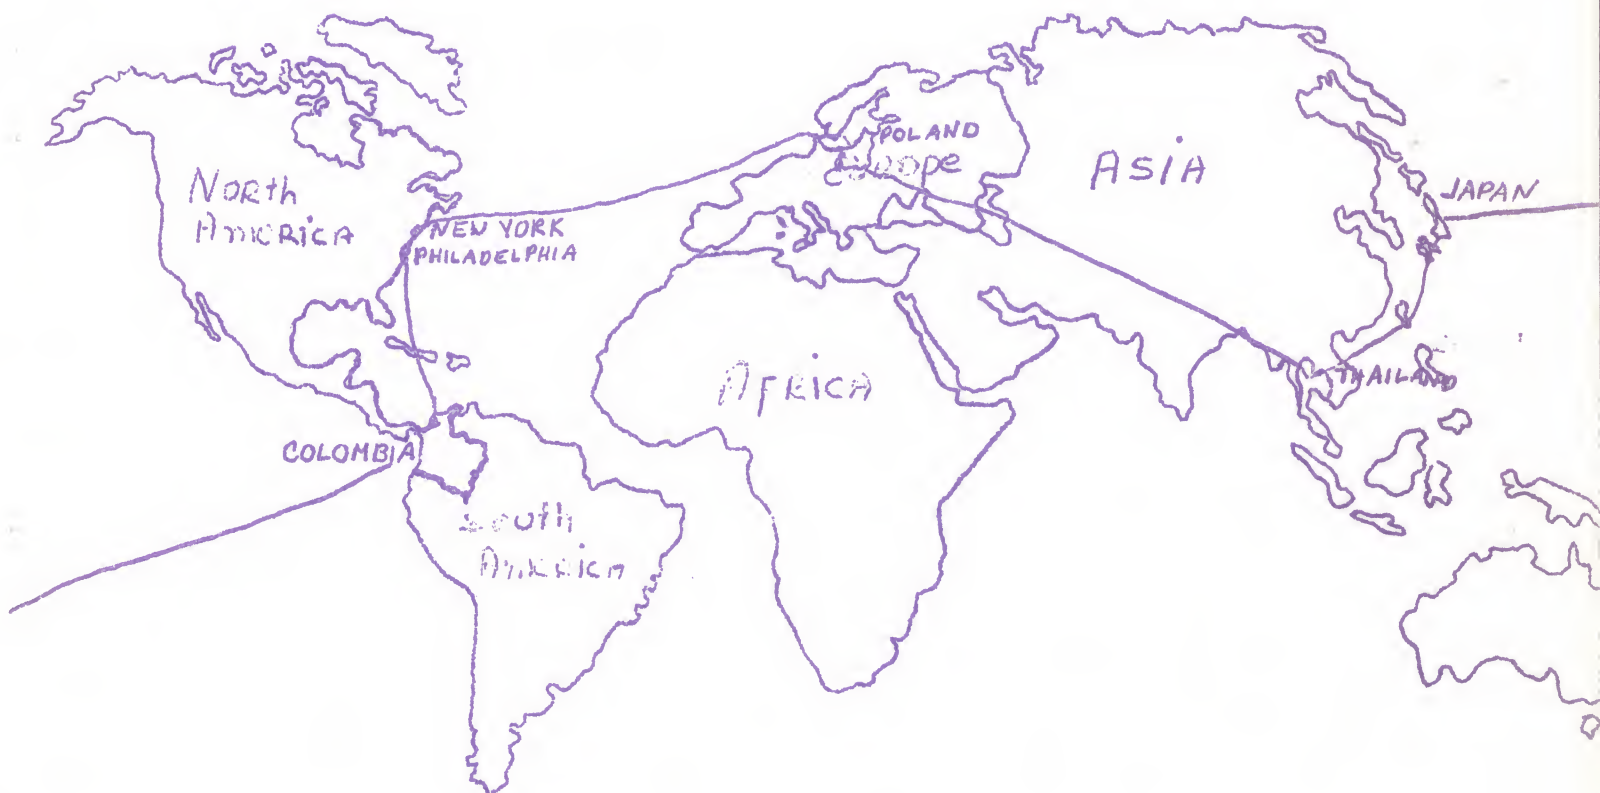 POLAND
Europe
ASIA
North
America
JAPAN
NEW YORK
PHILADELPHIA
AFRICA
THAILAND
COLOMBIA
South
America